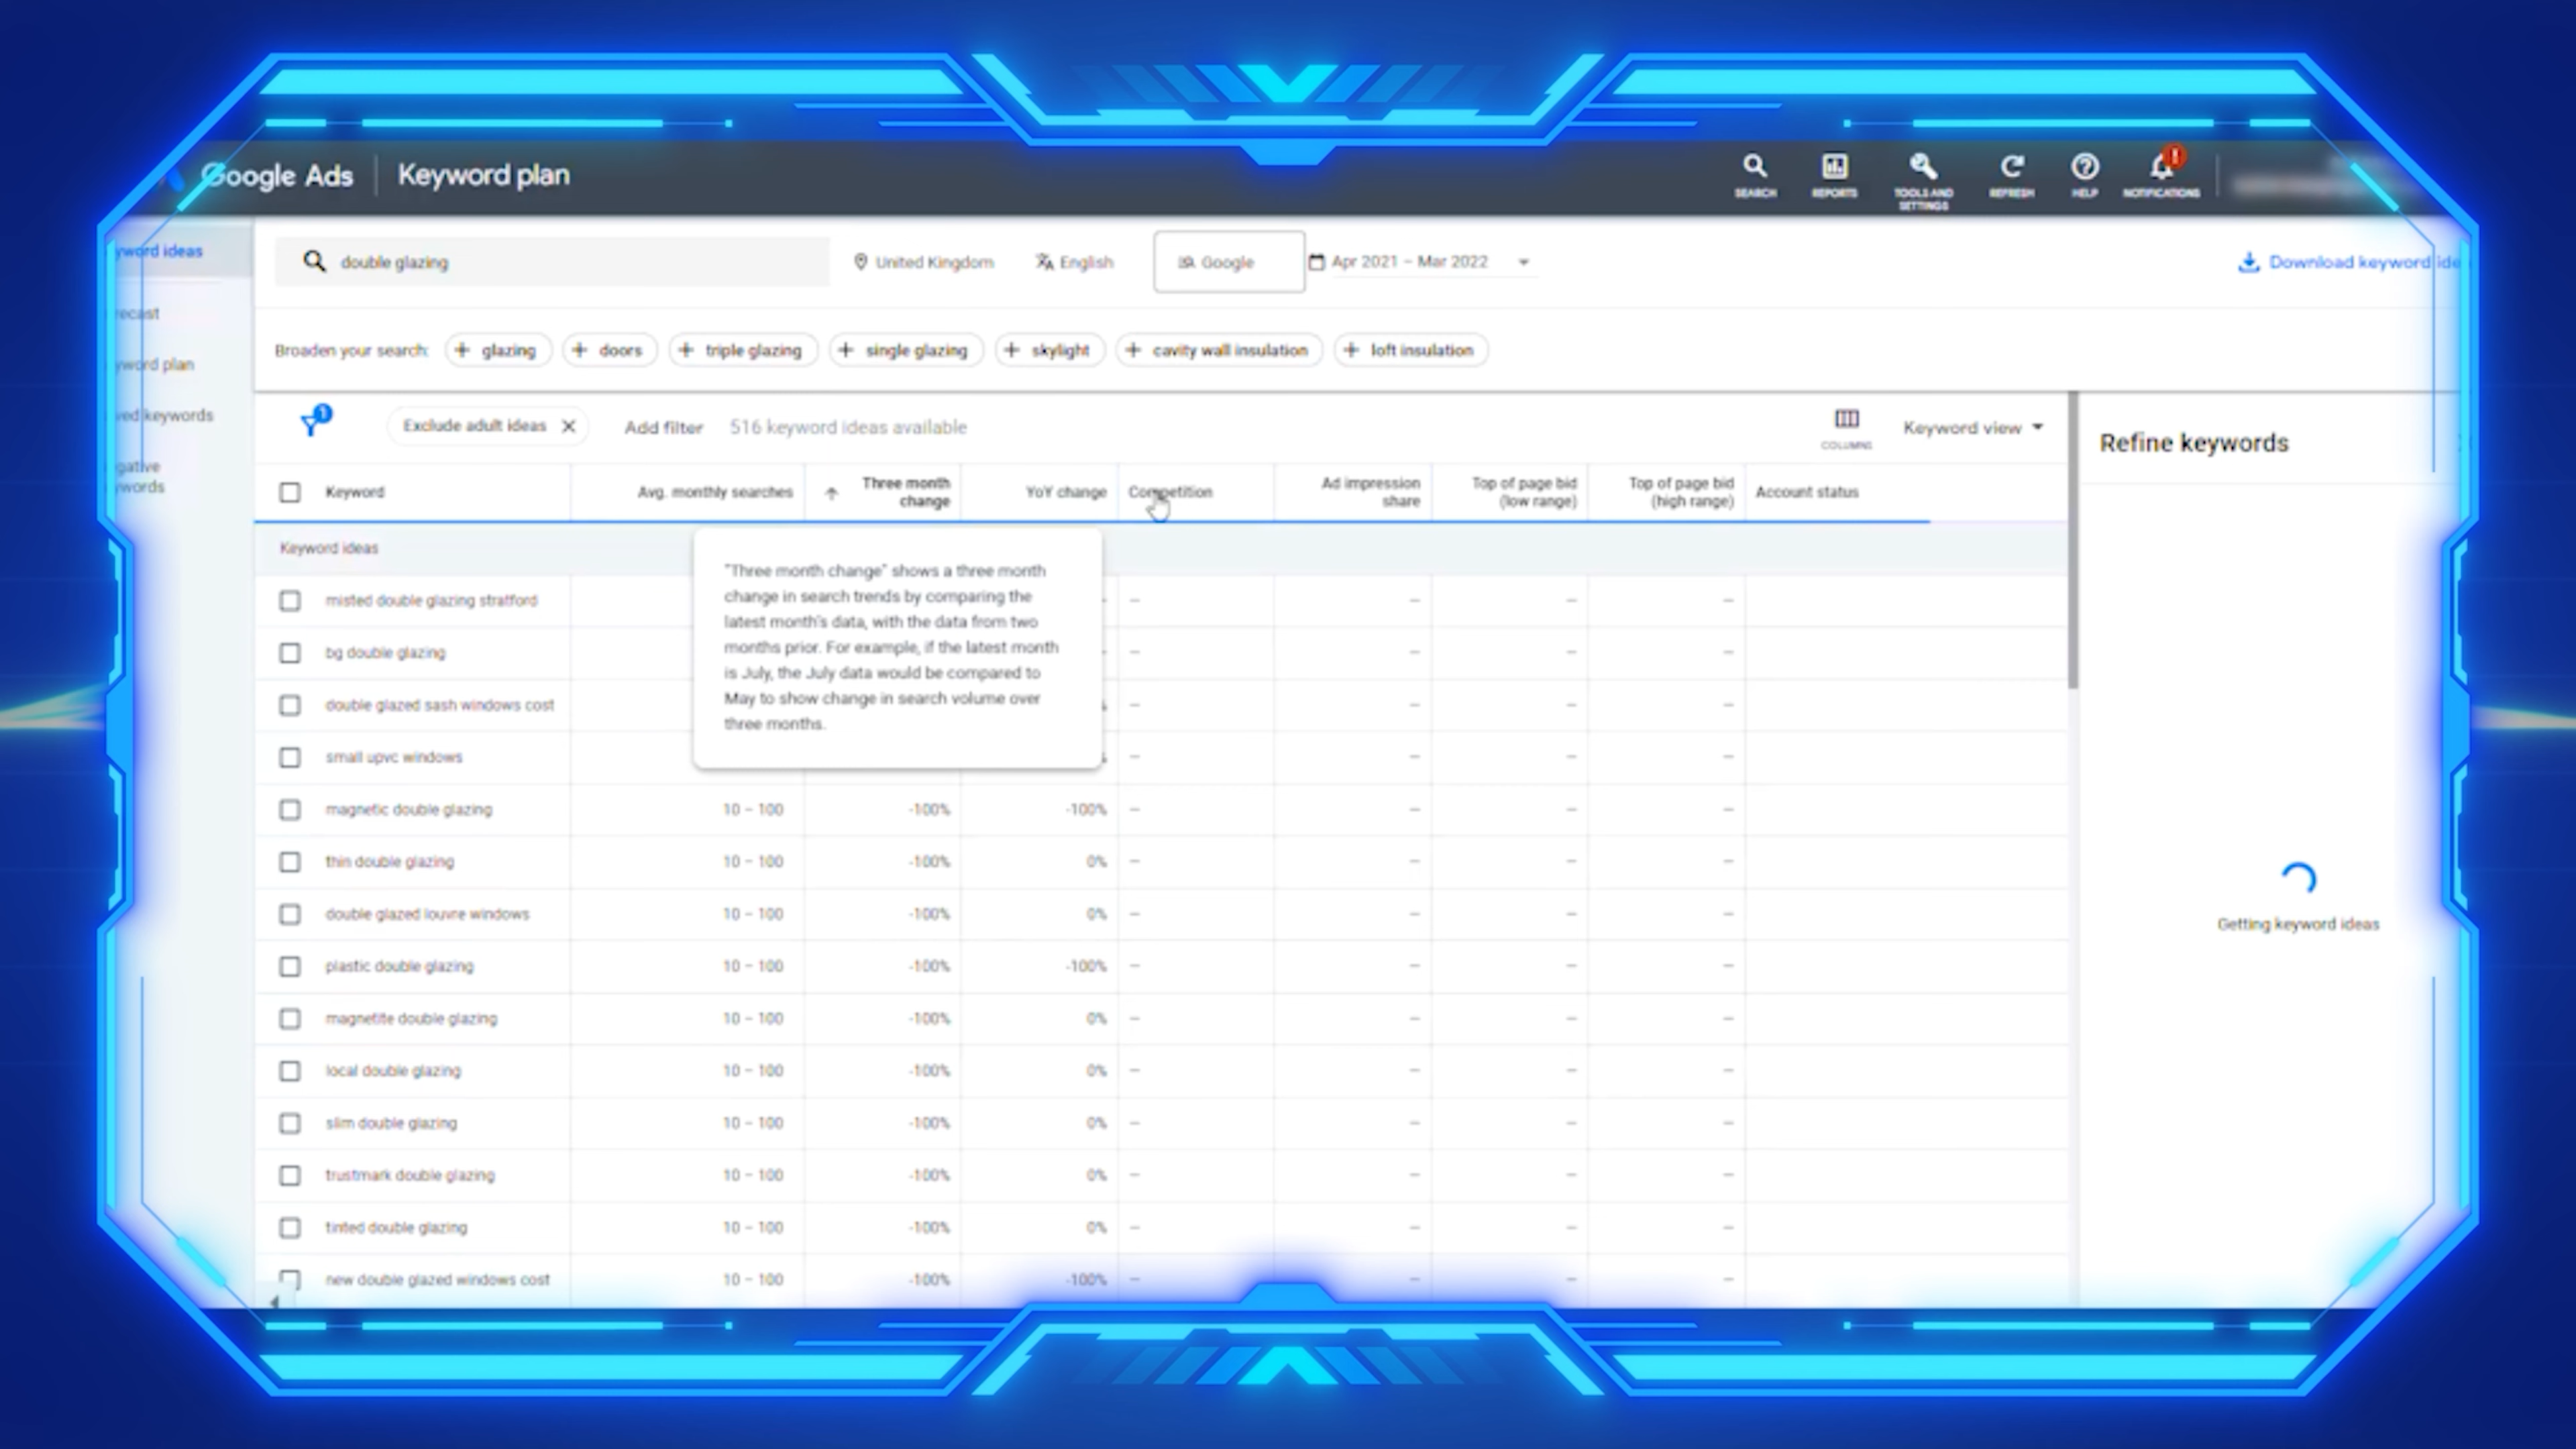 Google Ads | Keyword plan
SEARCH
REPORTS
TOOLS AND
SETTINGS
REFRESH
HELP
!
NOTIFICATIONS
yword ideas
recast
yword plan
ved keywords
gative
ywords
double glazing
United Kingdom
English
Google
Apr 2021 – Mar 2022
Download keyword ide
Broaden your search:
+ glazing
+ doors
+ triple glazing
+ single glazing
+ skylight
+ cavity wall insulation
+ loft insulation
1
Exclude adult ideas
Add filter
516 keyword ideas available
COLUMNS
Keyword view
Refine keywords
Keyword
Avg. monthly searches
Three month
change
YoY change
Competition
Ad impression
share
Top of page bid
(low range)
Top of page bid
(high range)
Account status
Keyword ideas
"Three month change" shows a three month
change in search trends by comparing the
latest month's data, with the data from two
months prior. For example, if the latest month
is July, the July data would be compared to
May to show change in search volume over
three months.
misted double glazing stratford – – – –
bg double glazing – – – –
double glazed sash windows cost – – – –
small upvc windows – – – –
magnetic double glazing 10 – 100 -100% -100% – – – –
thin double glazing 10 – 100 -100% 0% – – – –
double glazed louvre windows 10 – 100 -100% 0% – – – –
plastic double glazing 10 – 100 -100% -100% – – – –
magnetite double glazing 10 – 100 -100% 0% – – – –
local double glazing 10 – 100 -100% 0% – – – –
slim double glazing 10 – 100 -100% 0% – – – –
trustmark double glazing 10 – 100 -100% 0% – – – –
tinted double glazing 10 – 100 -100% 0% – – – –
new double glazed windows cost 10 – 100 -100% -100% – – – –
Getting keyword ideas